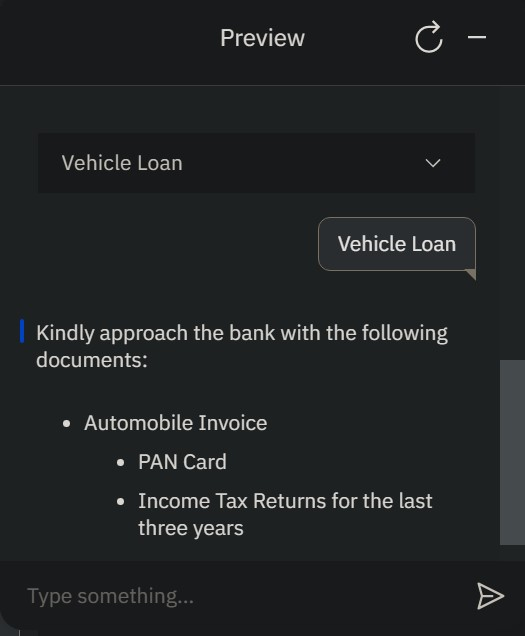 Preview
Vehicle Loan
Vehicle Loan
Kindly approach the bank with the following
documents:
Automobile Invoice
PAN Card
Income Tax Returns for the last
three years
Type something...